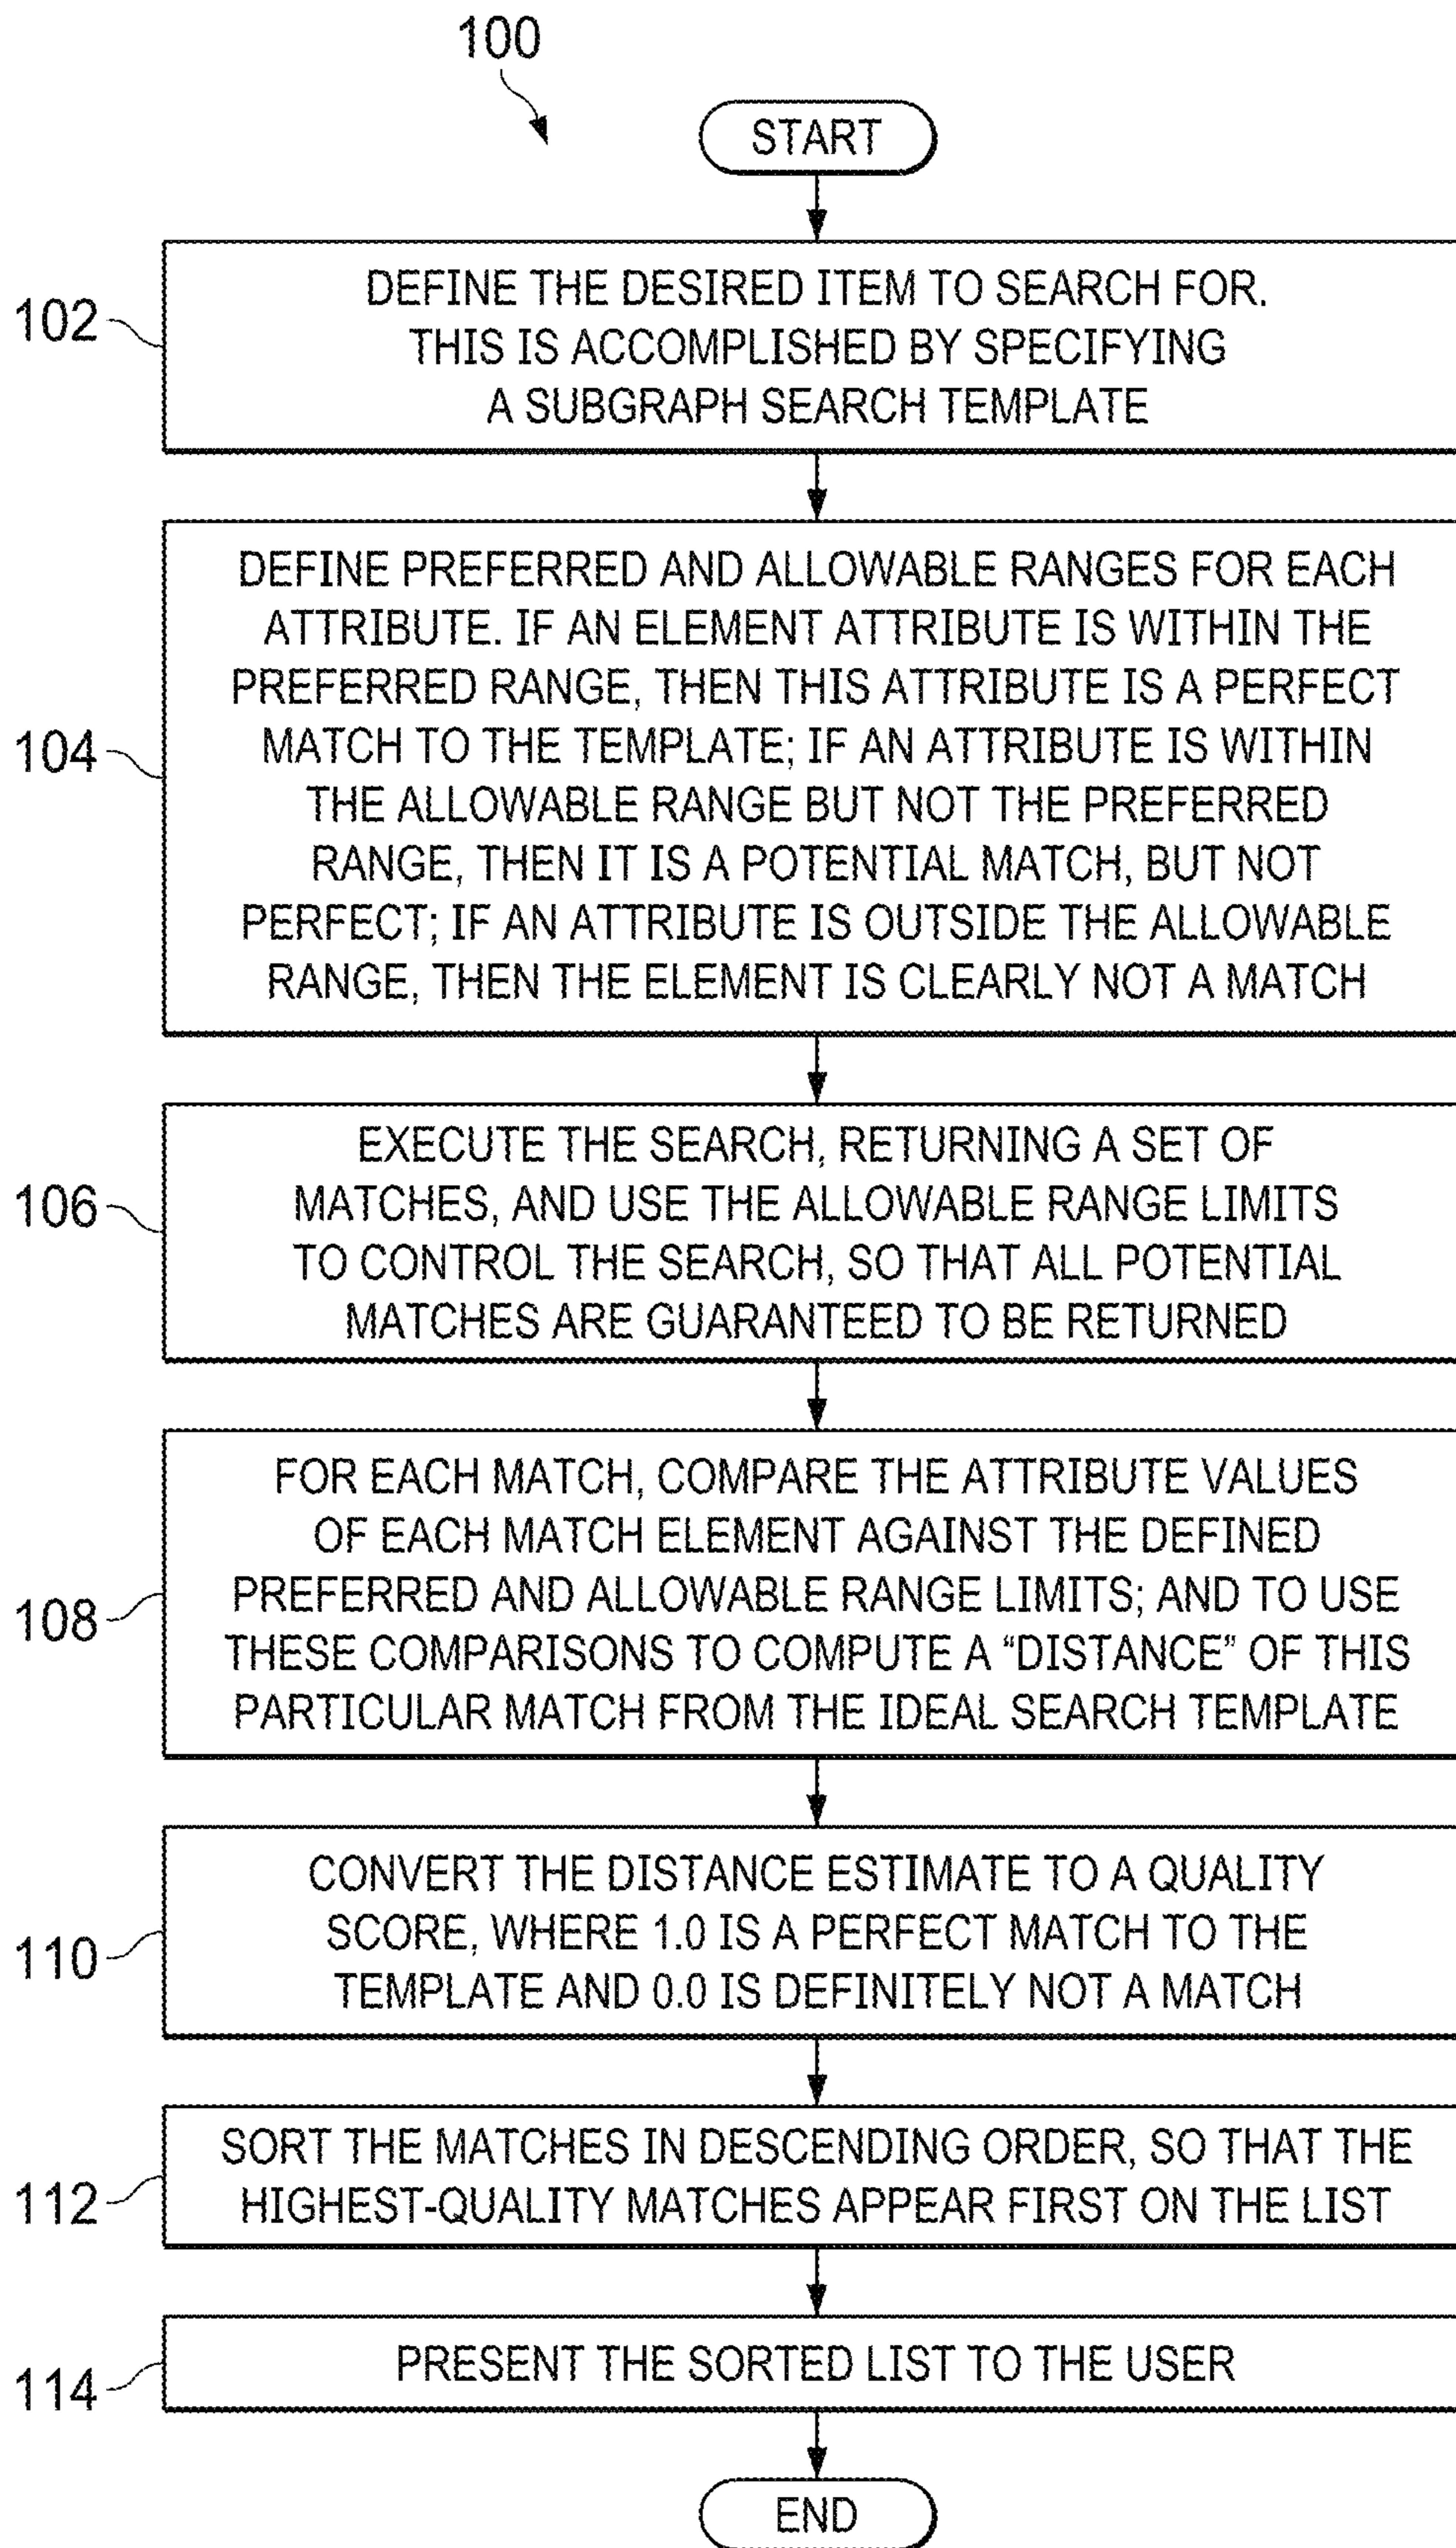 100
START
102
DEFINE THE DESIRED ITEM TO SEARCH FOR.
THIS IS ACCOMPLISHED BY SPECIFYING
A SUBGRAPH SEARCH TEMPLATE
104
DEFINE PREFERRED AND ALLOWABLE RANGES FOR EACH
ATTRIBUTE. IF AN ELEMENT ATTRIBUTE IS WITHIN THE
PREFERRED RANGE, THEN THIS ATTRIBUTE IS A PERFECT
MATCH TO THE TEMPLATE; IF AN ATTRIBUTE IS WITHIN
THE ALLOWABLE RANGE BUT NOT THE PREFERRED
RANGE, THEN IT IS A POTENTIAL MATCH, BUT NOT
PERFECT; IF AN ATTRIBUTE IS OUTSIDE THE ALLOWABLE
RANGE, THEN THE ELEMENT IS CLEARLY NOT A MATCH
106
EXECUTE THE SEARCH, RETURNING A SET OF
MATCHES, AND USE THE ALLOWABLE RANGE LIMITS
TO CONTROL THE SEARCH, SO THAT ALL POTENTIAL
MATCHES ARE GUARANTEED TO BE RETURNED
108
FOR EACH MATCH, COMPARE THE ATTRIBUTE VALUES
OF EACH MATCH ELEMENT AGAINST THE DEFINED
PREFERRED AND ALLOWABLE RANGE LIMITS; AND TO USE
THESE COMPARISONS TO COMPUTE A “DISTANCE” OF THIS
PARTICULAR MATCH FROM THE IDEAL SEARCH TEMPLATE
110
CONVERT THE DISTANCE ESTIMATE TO A QUALITY
SCORE, WHERE 1.0 IS A PERFECT MATCH TO THE
TEMPLATE AND 0.0 IS DEFINITELY NOT A MATCH
112
SORT THE MATCHES IN DESCENDING ORDER, SO THAT THE
HIGHEST-QUALITY MATCHES APPEAR FIRST ON THE LIST
114
PRESENT THE SORTED LIST TO THE USER
END